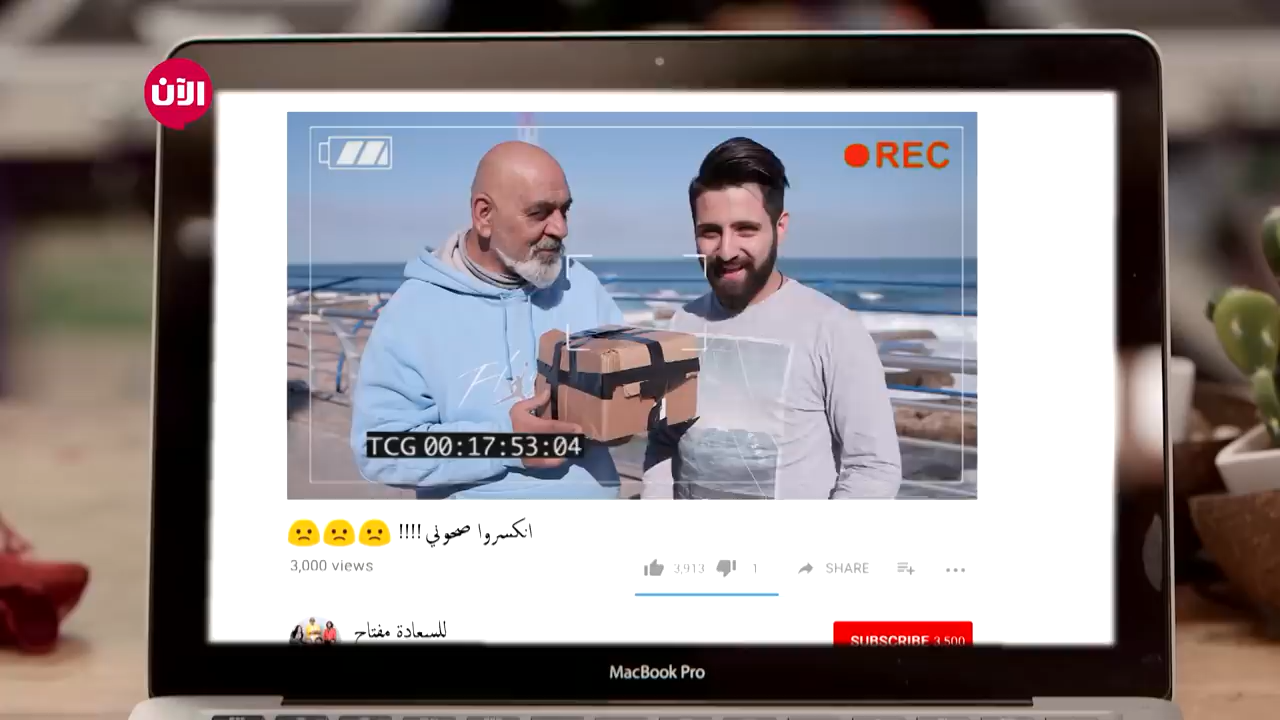 الآن
REC
TCG 00:17:53:04
انكسروا صحوني !!!!
3,000 views
3,913
1
SHARE
للسعادة مفتاح
SUBSCRIBE 3,500
MacBook Pro